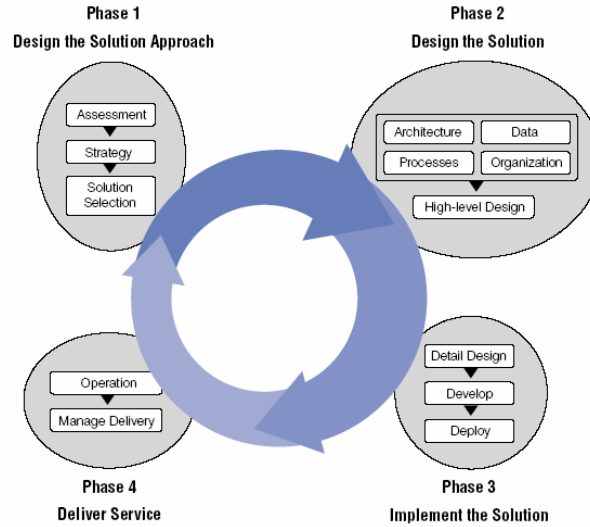 Phase 1
Design the Solution Approach
Assessment
Strategy
Solution
Selection
Phase 2
Design the Solution
Architecture
Data
Processes
Organization
High-level Design
Detail Design
Develop
Deploy
Phase 3
Implement the Solution
Operation
Manage Delivery
Phase 4
Deliver Service